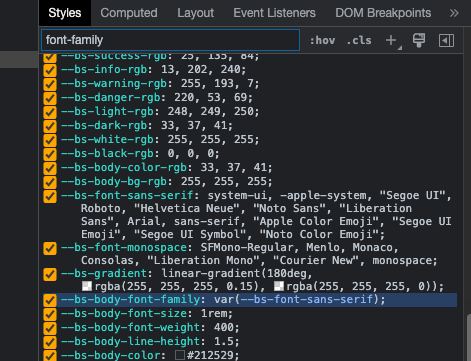 Styles Computed Layout Event Listeners DOM Breakpoints »
font-family :hov .cls +
--bs-success-rgb: 25, 135, 84;
--bs-info-rgb: 13, 202, 240;
--bs-warning-rgb: 255, 193, 7;
--bs-danger-rgb: 220, 53, 69;
--bs-light-rgb: 248, 249, 250;
--bs-dark-rgb: 33, 37, 41;
--bs-white-rgb: 255, 255, 255;
--bs-black-rgb: 0, 0, 0;
--bs-body-color-rgb: 33, 37, 41;
--bs-body-bg-rgb: 255, 255, 255;
--bs-font-sans-serif: system-ui, -apple-system, "Segoe UI",
Roboto, "Helvetica Neue", "Noto Sans", "Liberation
Sans", Arial, sans-serif, "Apple Color Emoji", "Segoe UI
Emoji", "Segoe UI Symbol", "Noto Color Emoji";
--bs-font-monospace: SFMono-Regular, Menlo, Monaco,
Consolas, "Liberation Mono", "Courier New", monospace;
--bs-gradient: linear-gradient(180deg,
rgba(255, 255, 255, 0.15), rgba(255, 255, 255, 0));
--bs-body-font-family: var(--bs-font-sans-serif);
--bs-body-font-size: 1rem;
--bs-body-font-weight: 400;
--bs-body-line-height: 1.5;
--bs-body-color: #212529;